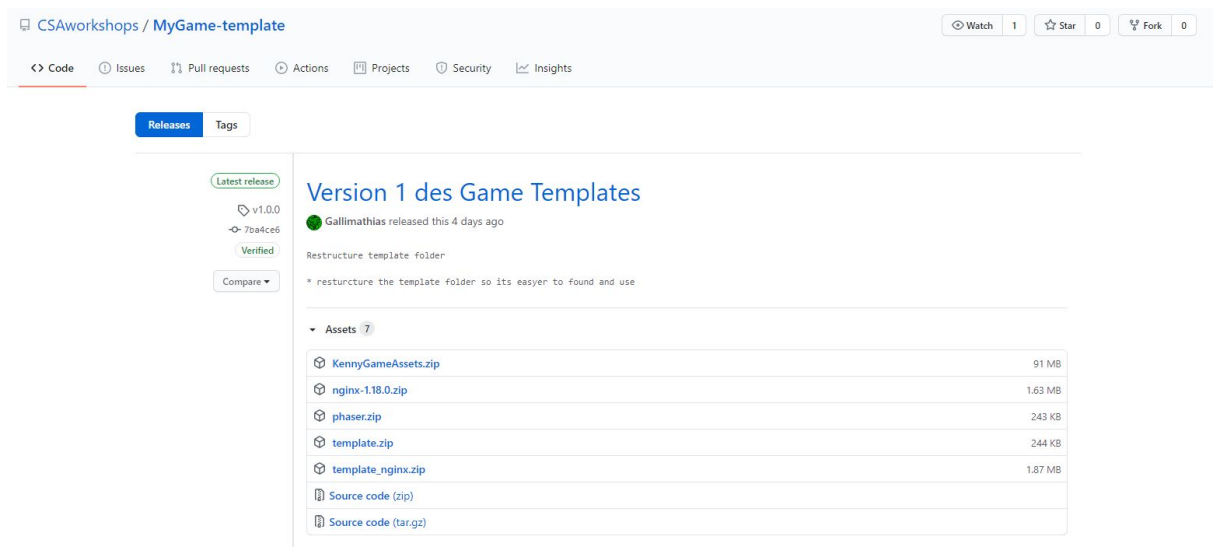 CSAworkshops / MyGame-template
Watch 1 Star 0 Fork 0
<> Code Issues Pull requests Actions Projects Security Insights
Releases Tags
Latest release
v1.0.0
7ba4ce6
Verified
Compare
Version 1 des Game Templates
Gallimathias released this 4 days ago
Restructure template folder
* resturcture the template folder so its easyer to found and use
Assets 7
KennyGameAssets.zip 91 MB
nginx-1.18.0.zip 1.63 MB
phaser.zip 243 KB
template.zip 244 KB
template_nginx.zip 1.87 MB
Source code (zip)
Source code (tar.gz)